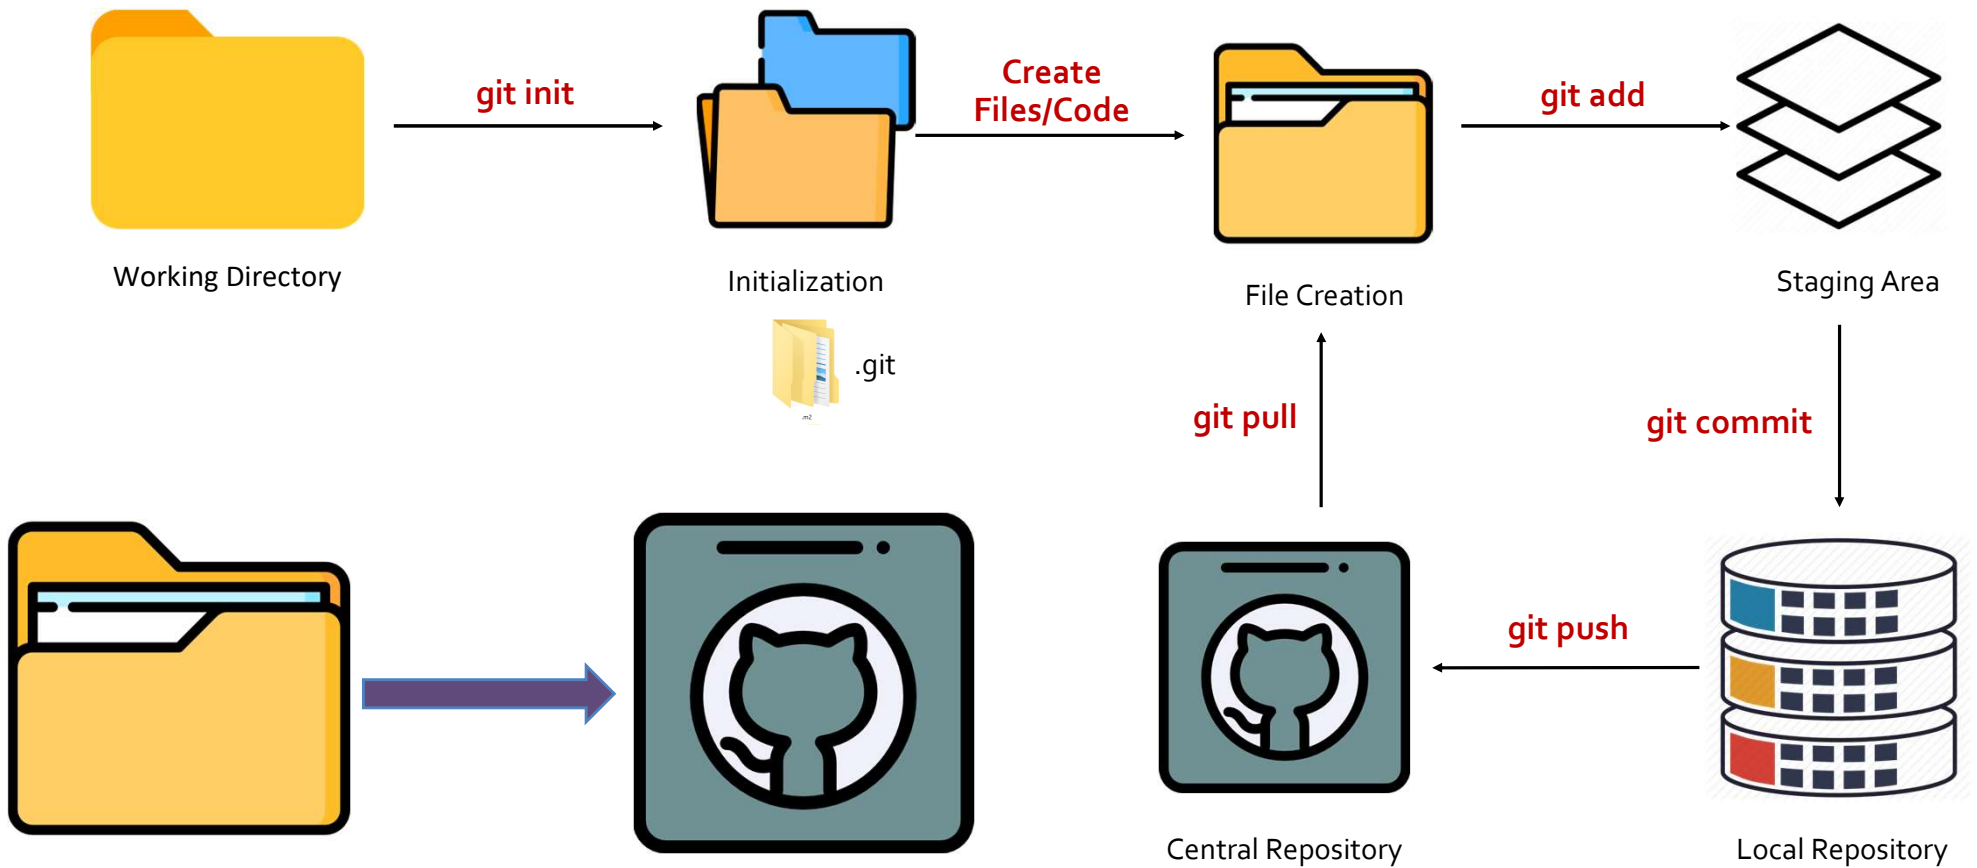 git init
Create
Files/Code
git add
Working Directory
Initialization
File Creation
Staging Area
.git
.m2
git pull
git commit
git push
Central Repository
Local Repository